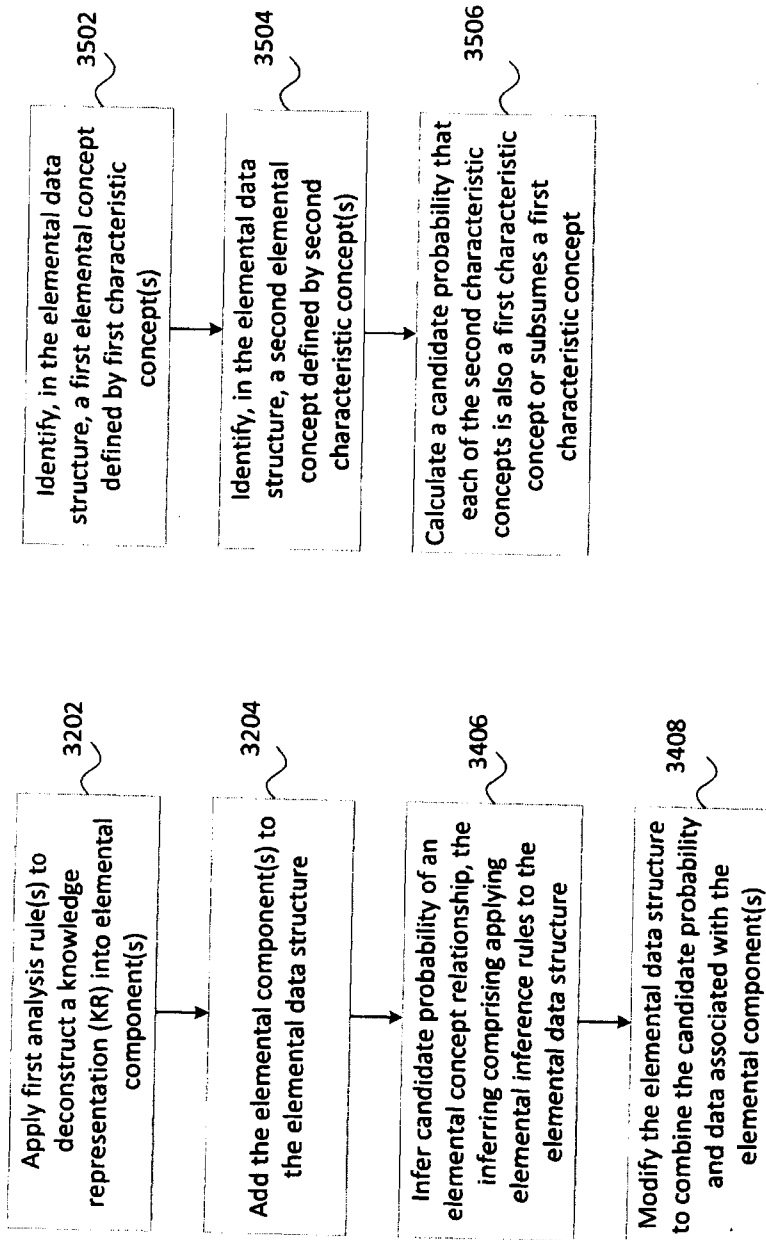 3202
Apply first analysis rule(s) to
deconstruct a knowledge
representation (KR) into elemental
component(s)
3204
Add the elemental component(s) to
the elemental data structure
3406
Infer candidate probability of an
elemental concept relationship, the
inferring comprising applying
elemental inference rules to the
elemental data structure
3408
Modify the elemental data structure
to combine the candidate probability
and data associated with the
elemental component(s)
3502
Identify, in the elemental data
structure, a first elemental concept
defined by first characteristic
concept(s)
3504
Identify, in the elemental data
structure, a second elemental
concept defined by second
characteristic concept(s)
3506
Calculate a candidate probability that
each of the second characteristic
concepts is also a first characteristic
concept or subsumes a first
characteristic concept